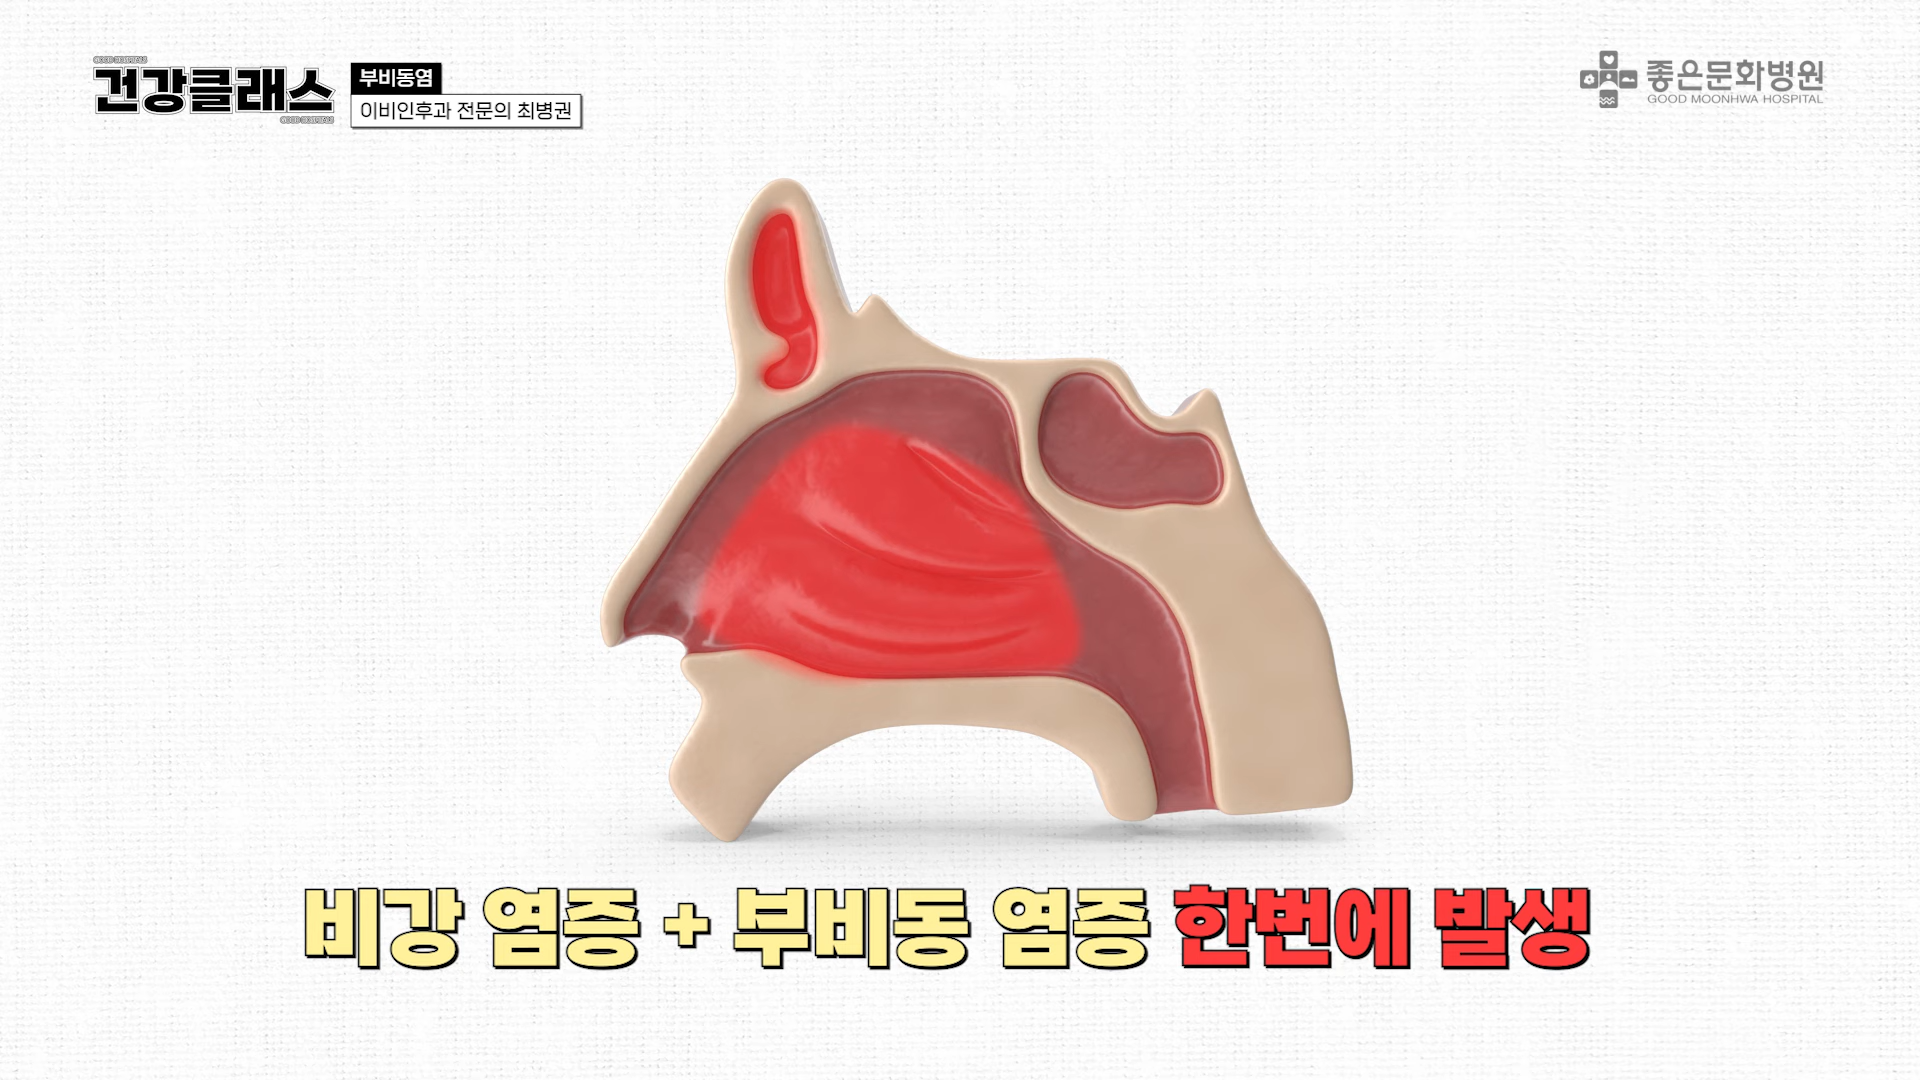 건강클래스
부비동염
이비인후과 전문의 최병권
좋은문화병원
GOOD MOONHWA HOSPITAL
비강 염증 + 부비동 염증 한번에 발생